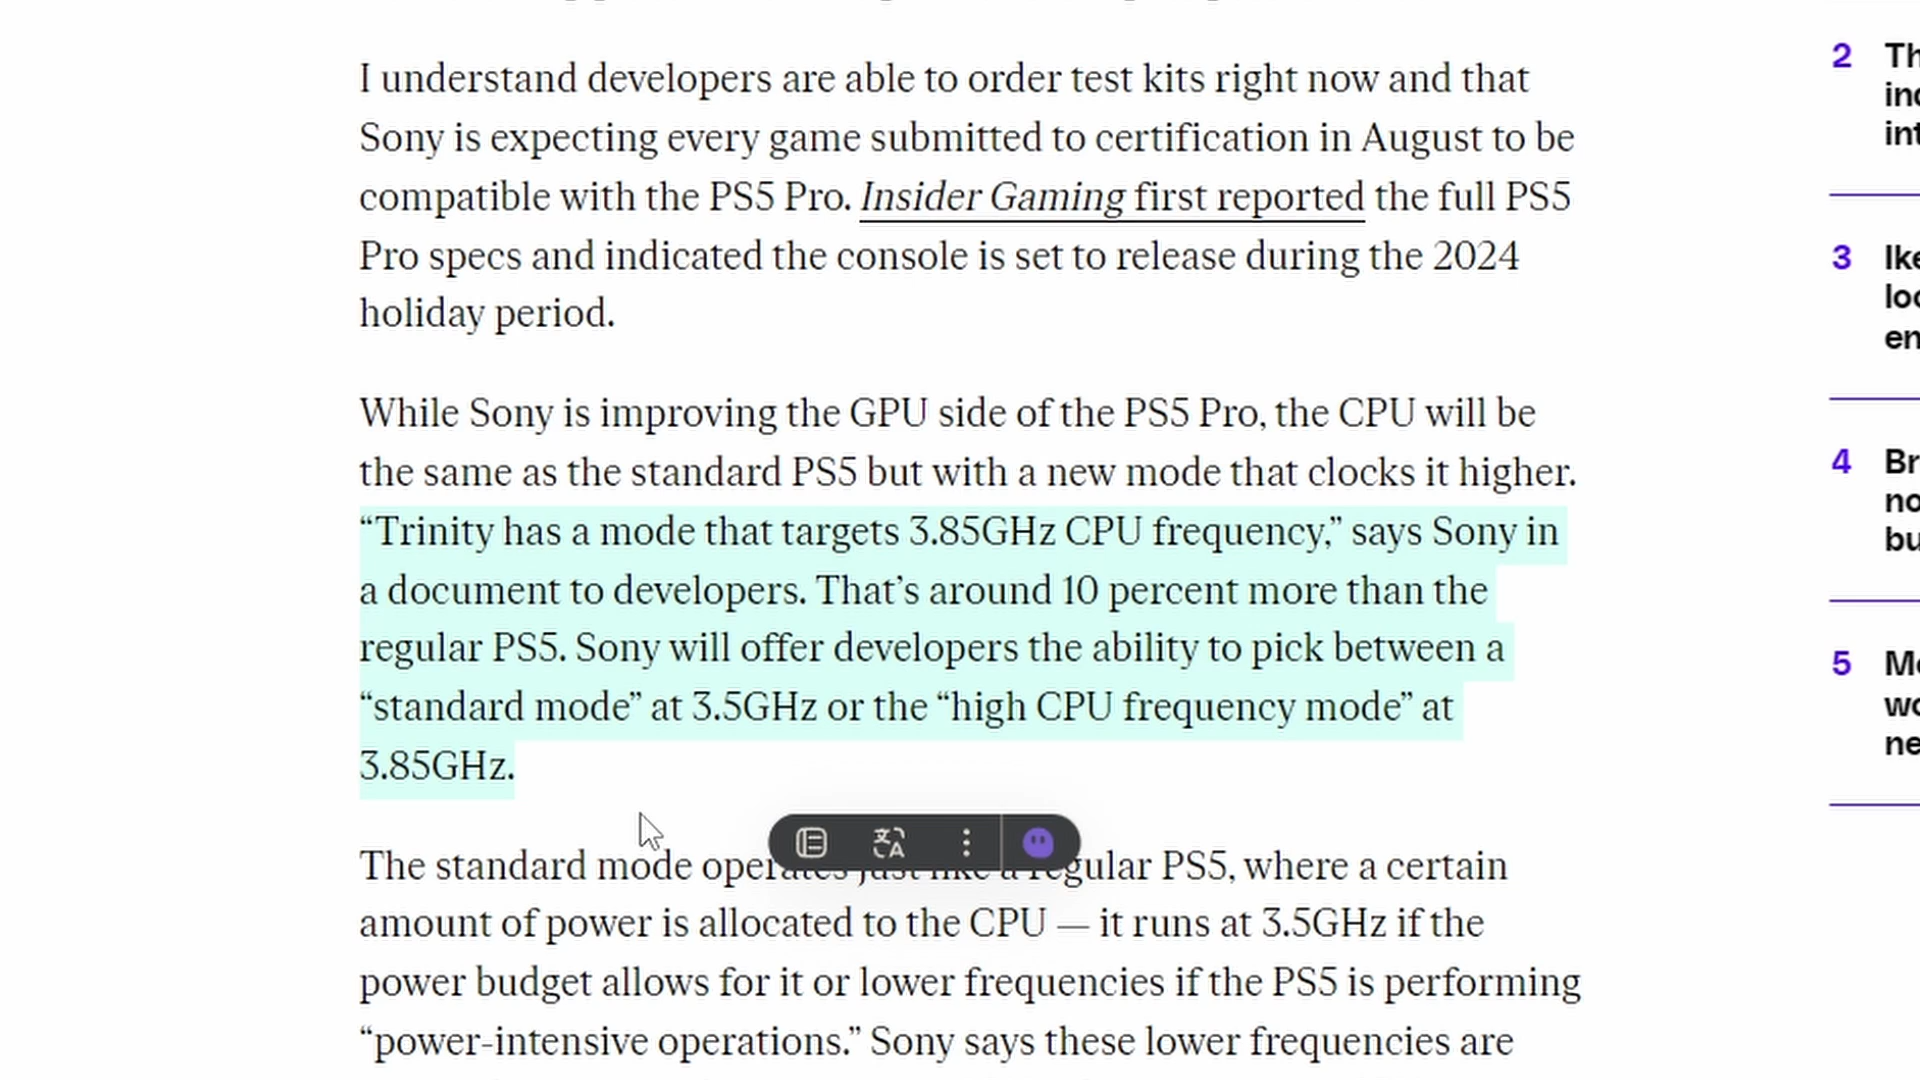 I understand developers are able to order test kits right now and that
Sony is expecting every game submitted to certification in August to be
compatible with the PS5 Pro. Insider Gaming first reported the full PS5
Pro specs and indicated the console is set to release during the 2024
holiday period.
While Sony is improving the GPU side of the PS5 Pro, the CPU will be
the same as the standard PS5 but with a new mode that clocks it higher.
“Trinity has a mode that targets 3.85GHz CPU frequency,” says Sony in
a document to developers. That’s around 10 percent more than the
regular PS5. Sony will offer developers the ability to pick between a
“standard mode” at 3.5GHz or the “high CPU frequency mode” at
3.85GHz.
The standard mode operates just like a regular PS5, where a certain
amount of power is allocated to the CPU — it runs at 3.5GHz if the
power budget allows for it or lower frequencies if the PS5 is performing
“power-intensive operations.” Sony says these lower frequencies are
2
3
4
5